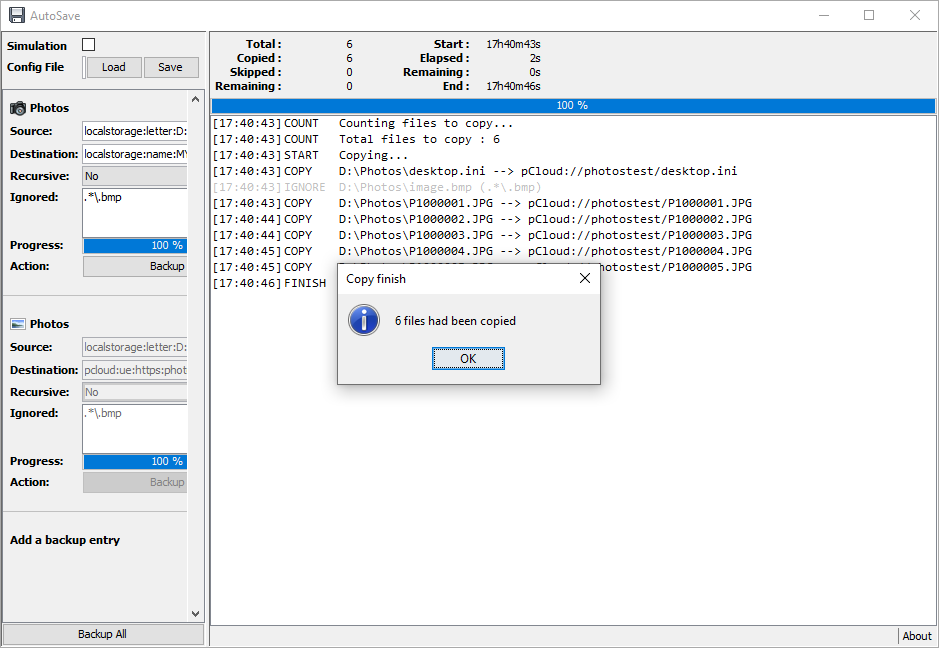 AutoSave
Simulation
Config File Load Save
Photos
Source: localstorage:letter:D:
Destination: localstorage:name:MY
Recursive: No
Ignored: .*\.bmp
Progress: 100 %
Action: Backup
Photos
Source: localstorage:letter:D:
Destination: pcloud:ue:https:phot
Recursive: No
Ignored: .*\.bmp
Progress: 100 %
Action: Backup
Add a backup entry
Backup All
Total : 6 Start : 17h40m43s
Copied : 6 Elapsed : 2s
Skipped : 0 Remaining : 0s
Remaining : 0 End : 17h40m46s
100 %
[17:40:43] COUNT Counting files to copy...
[17:40:43] COUNT Total files to copy : 6
[17:40:43] START Copying...
[17:40:43] COPY D:\Photos\desktop.ini --> pCloud://photostest/desktop.ini
[17:40:43] IGNORE D:\Photos\image.bmp (.*\.bmp)
[17:40:43] COPY D:\Photos\P1000001.JPG --> pCloud://photostest/P1000001.JPG
[17:40:44] COPY D:\Photos\P1000002.JPG --> pCloud://photostest/P1000002.JPG
[17:40:44] COPY D:\Photos\P1000003.JPG --> pCloud://photostest/P1000003.JPG
[17:40:45] COPY D:\Photos\P1000004.JPG --> pCloud://photostest/P1000004.JPG
[17:40:45] COPY photostest/P1000005.JPG
[17:40:46] FINISH
Copy finish
6 files had been copied
OK
About